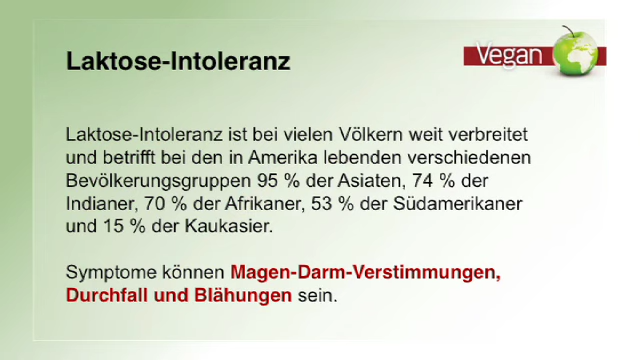 Laktose-Intoleranz
Vegan
Laktose-Intoleranz ist bei vielen Völkern weit verbreitet
und betrifft bei den in Amerika lebenden verschiedenen
Bevölkerungsgruppen 95 % der Asiaten, 74 % der
Indianer, 70 % der Afrikaner, 53 % der Südamerikaner
und 15 % der Kaukasier.
Symptome können Magen-Darm-Verstimmungen,
Durchfall und Blähungen sein.